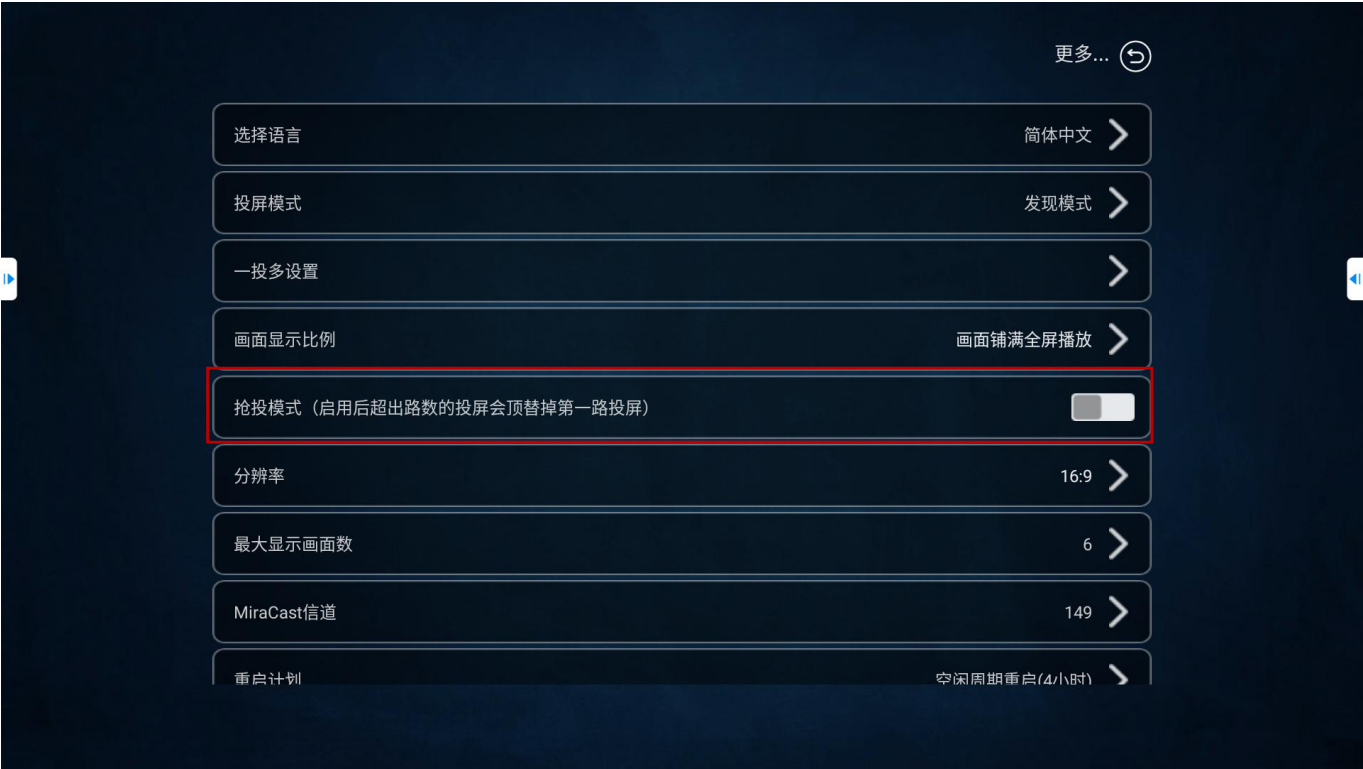 更多...
选择语言 简体中文
投屏模式 发现模式
一投多设置
画面显示比例 画面铺满全屏播放
抢投模式（启用后超出路数的投屏会顶替掉第一路投屏）
分辨率 16:9
最大显示画面数 6
MiraCast信道 149
重启计划 空闲周期重启(4小时)